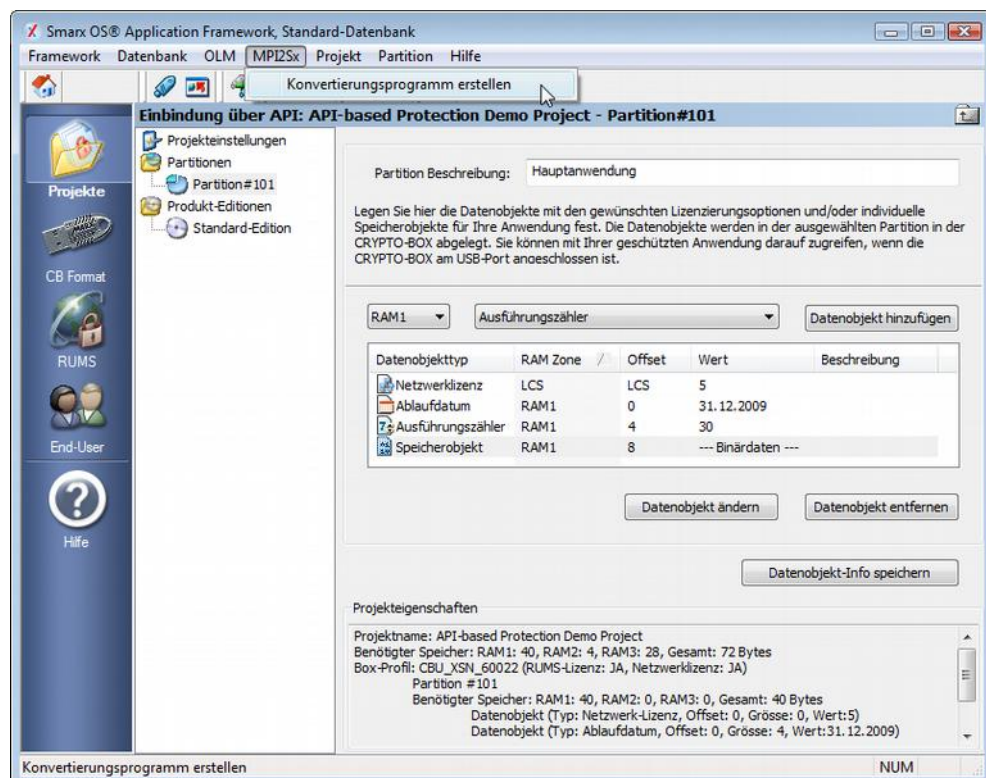 Smarx OS® Application Framework, Standard-Datenbank
Framework Datenbank OLM MPI2Sx Projekt Partition Hilfe
Konvertierungsprogramm erstellen
Einbindung über API: API-based Protection Demo Project - Partition#101
Projekteinstellungen
Partitionen
Partition#101
Produkt-Editionen
Standard-Edition
Projekte
CB Format
RUMS
End-User
Hilfe
Partition Beschreibung: Hauptanwendung
Legen Sie hier die Datenobjekte mit den gewünschten Lizenzierungsoptionen und/oder individuelle
Speicherobjekte für Ihre Anwendung fest. Die Datenobjekte werden in der ausgewählten Partition in der
CRYPTO-BOX abgelegt. Sie können mit Ihrer geschützten Anwendung darauf zugreifen, wenn die
CRYPTO-BOX am USB-Port angeschlossen ist.
RAM1 Ausführungszähler Datenobjekt hinzufügen
Datenobjekttyp RAM Zone Offset Wert Beschreibung
Netzwerklizenz LCS LCS 5
Ablaufdatum RAM1 0 31.12.2009
Ausführungszähler RAM1 4 30
Speicherobjekt RAM1 8 --- Binärdaten ---
Datenobjekt ändern Datenobjekt entfernen
Datenobjekt-Info speichern
Projekteigenschaften
Projektname: API-based Protection Demo Project
Benötigter Speicher: RAM1: 40, RAM2: 4, RAM3: 28, Gesamt: 72 Bytes
Box-Profil: CBU_XSN_60022 (RUMS-Lizenz: JA, Netzwerklizenz: JA)
Partition #101
Benötigter Speicher: RAM1: 40, RAM2: 0, RAM3: 0, Gesamt: 40 Bytes
Datenobjekt (Typ: Netzwerk-Lizenz, Offset: 0, Grösse: 0, Wert:5)
Datenobjekt (Typ: Ablaufdatum, Offset: 0, Grösse: 4, Wert:31.12.2009)
Konvertierungsprogramm erstellen NUM